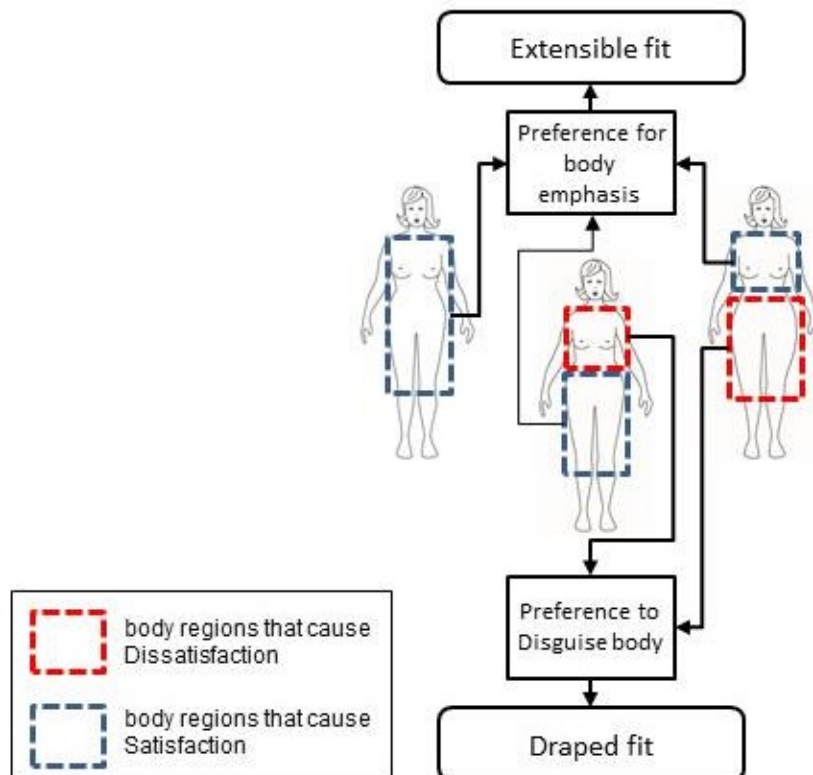 Extensible fit
Preference for
body
emphasis
Preference to
Disguise body
body regions that cause
Dissatisfaction
body regions that cause
Satisfaction
Draped fit